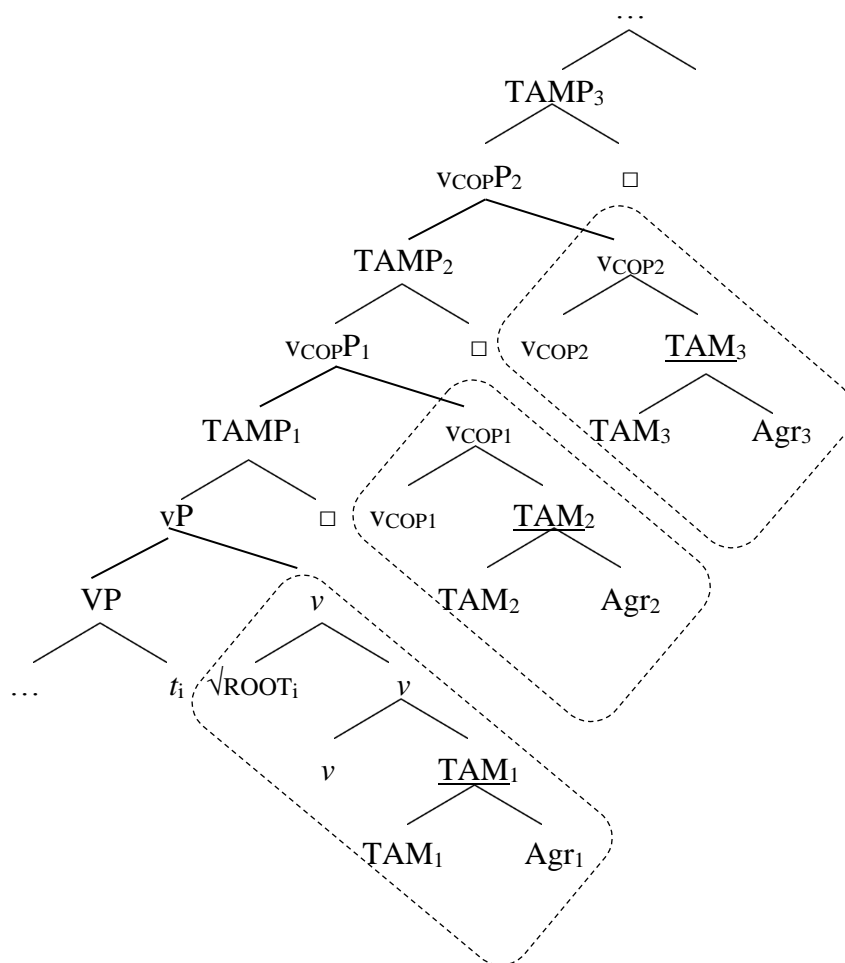 …
TAMP₃
vCOPP₂ □
TAMP₂ vCOP2
vCOPP₁ □ vCOP2 TAM₃
TAMP₁ vCOP1 TAM₃ Agr₃
vP □ vCOP1 TAM₂
VP v TAM₂ Agr₂
… tᵢ √ROOTᵢ v
v TAM₁
TAM₁ Agr₁